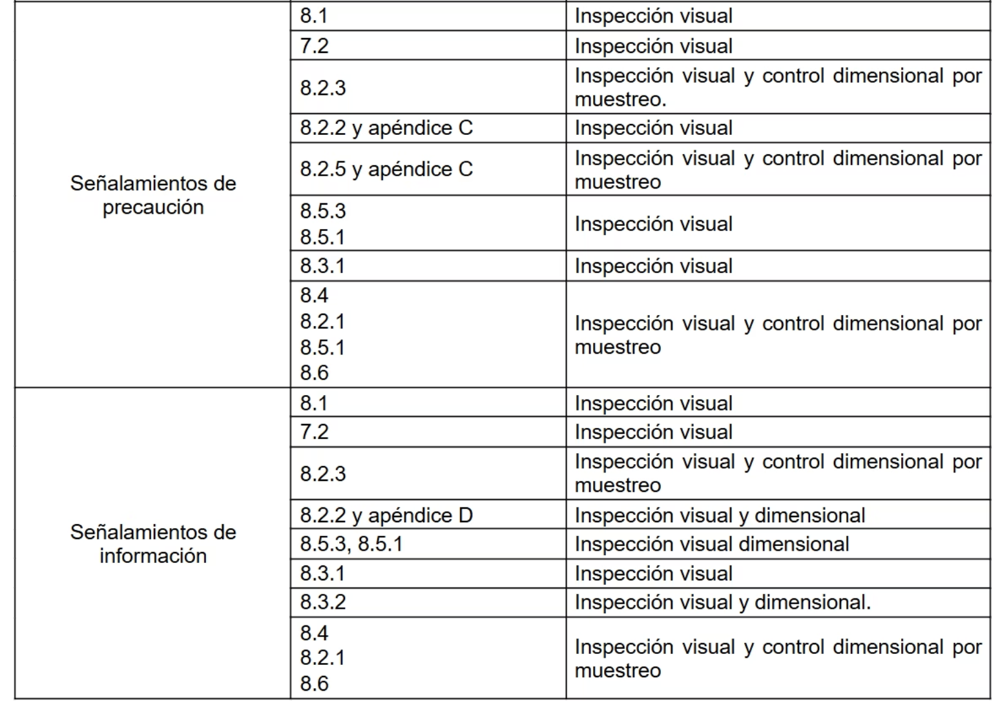 Señalamientos de
precaución
8.1
Inspección visual
7.2
Inspección visual
8.2.3
Inspección visual y control dimensional por
muestreo.
8.2.2 y apéndice C
Inspección visual
8.2.5 y apéndice C
Inspección visual y control dimensional por
muestreo
8.5.3
8.5.1
Inspección visual
8.3.1
Inspección visual
8.4
8.2.1
8.5.1
8.6
Inspección visual y control dimensional por
muestreo
Señalamientos de
información
8.1
Inspección visual
7.2
Inspección visual
8.2.3
Inspección visual y control dimensional por
muestreo
8.2.2 y apéndice D
Inspección visual y dimensional
8.5.3, 8.5.1
Inspección visual dimensional
8.3.1
Inspección visual
8.3.2
Inspección visual y dimensional.
8.4
8.2.1
8.6
Inspección visual y control dimensional por
muestreo